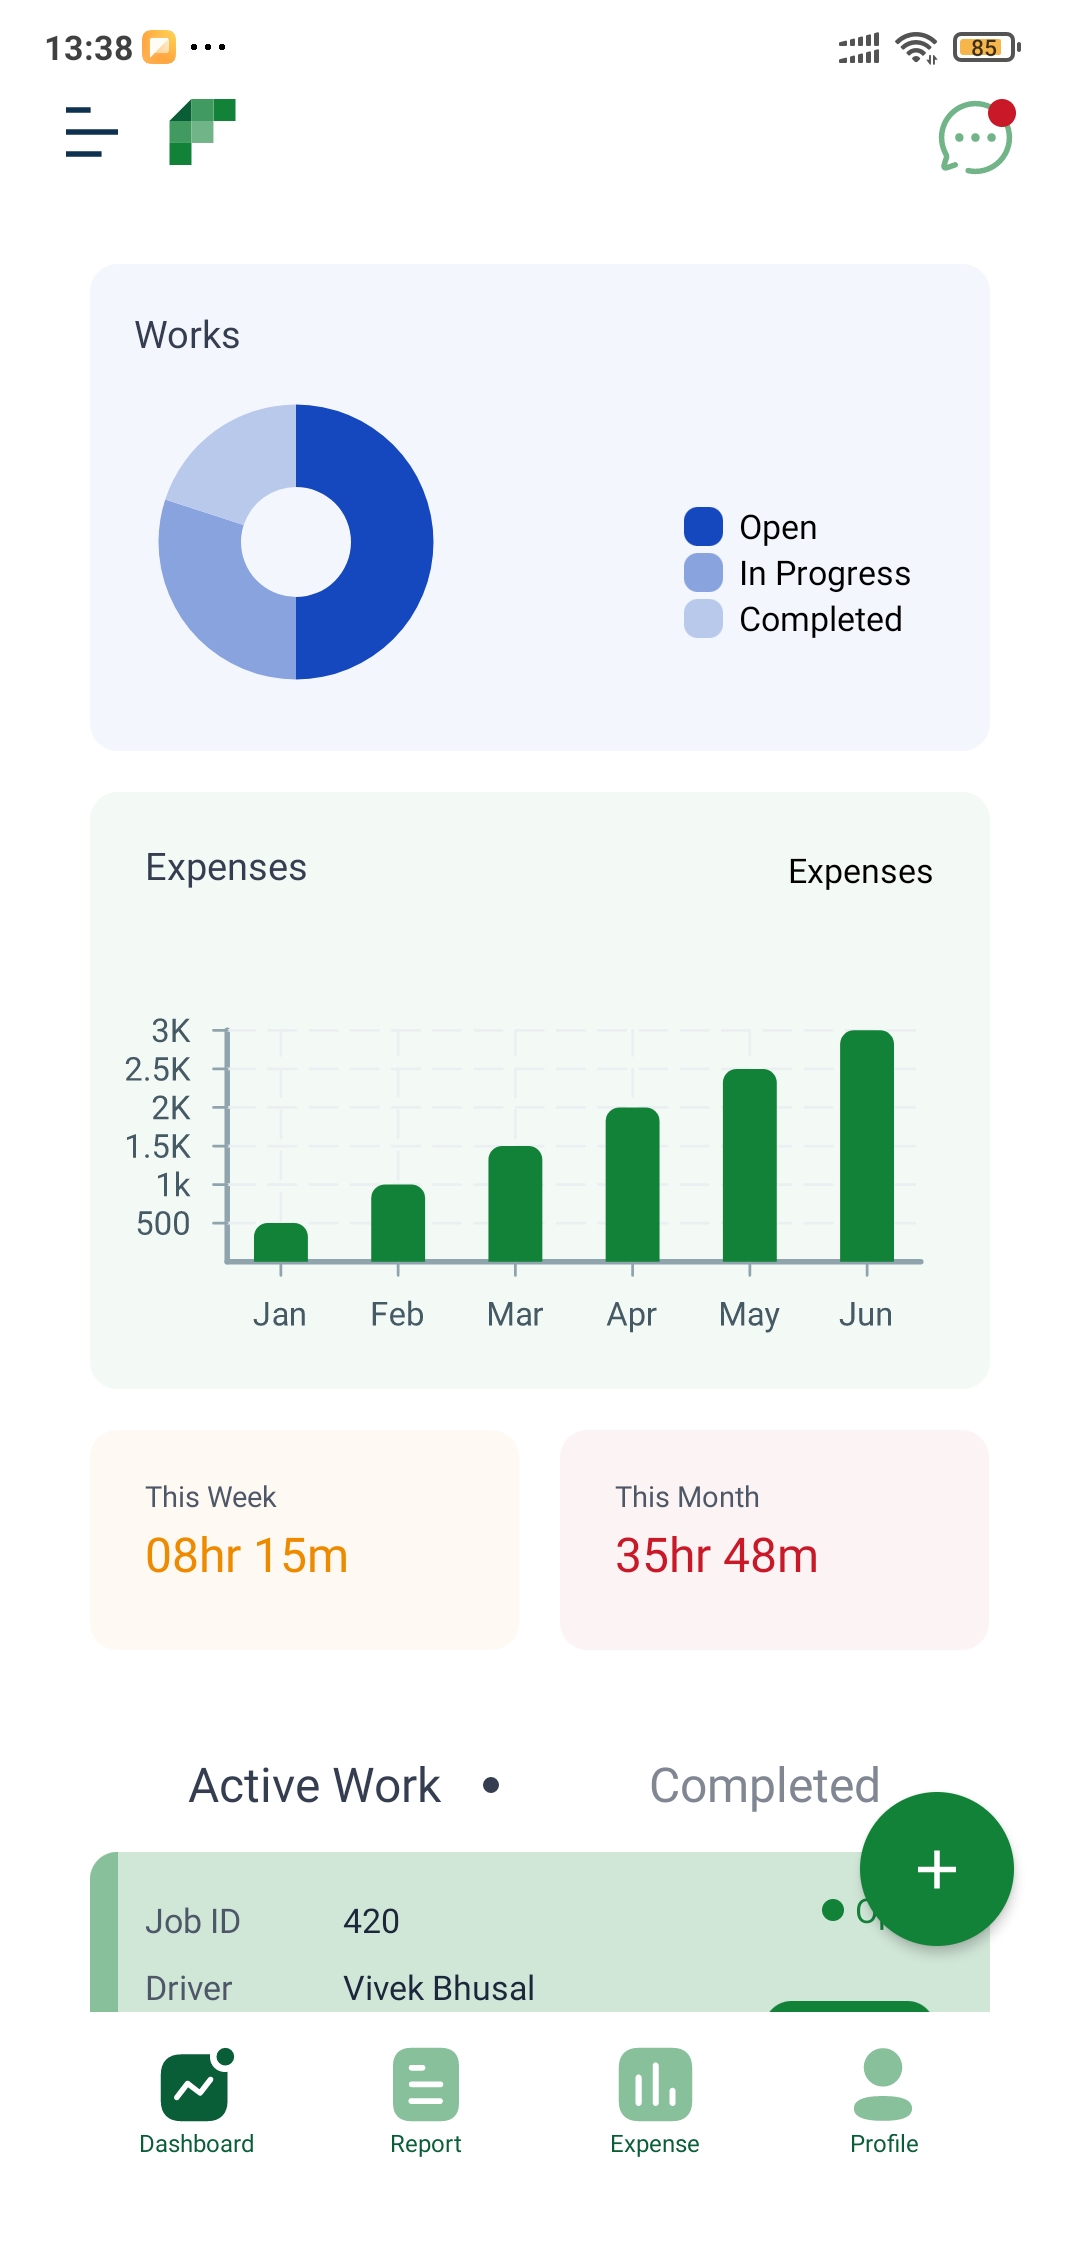 13:38
85
Works
Open
In Progress
Completed
Expenses
Expenses
3K
2.5K
2K
1.5K
1k
500
Jan Feb Mar Apr May Jun
This Week
08hr 15m
This Month
35hr 48m
Active Work
Completed
Job ID 420
Driver Vivek Bhusal
Dashboard Report Expense Profile